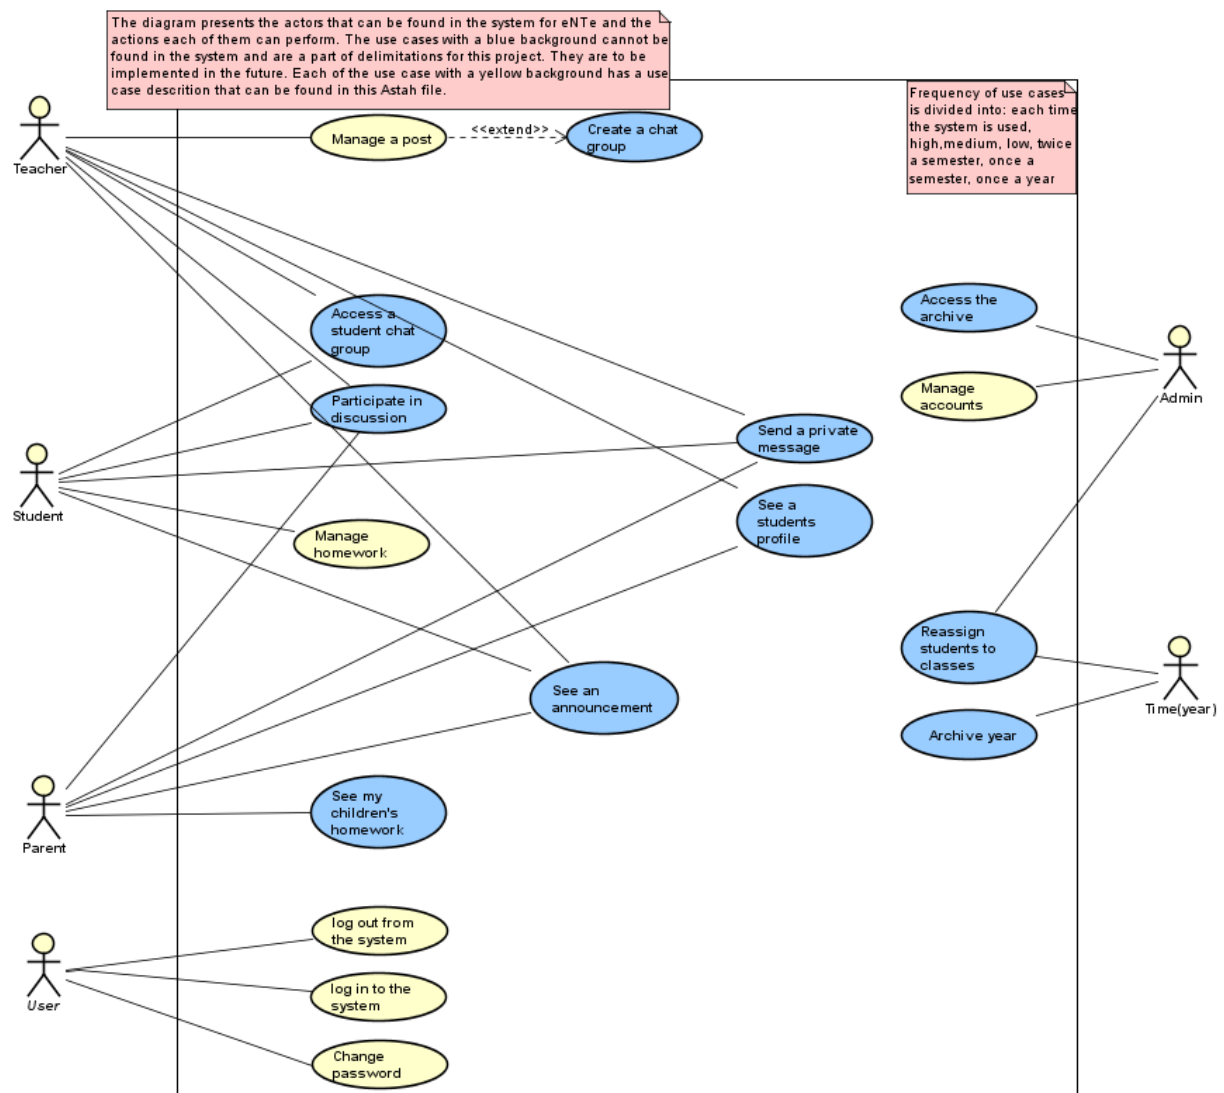 The diagram presents the actors that can be found in the system for eNTe and the
actions each of them can perform. The use cases with a blue background cannot be
found in the system and are a part of delimitations for this project. They are to be
implemented in the future. Each of the use case with a yellow background has a use
case descrition that can be found in this Astah file.
Frequency of use cases
is divided into: each time
the system is used,
high,medium, low, twice
a semester, once a
semester, once a year
Teacher
Manage a post
<<extend>>
Create a chat
group
Access a
student chat
group
Access the
archive
Participate in
discussion
Manage
accounts
Admin
Send a private
message
Student
See a
students
profile
Manage
homework
Reassign
students to
classes
See an
announcement
Time(year)
Archive year
See my
children's
homework
Parent
log out from
the system
User
log in to the
system
Change
password